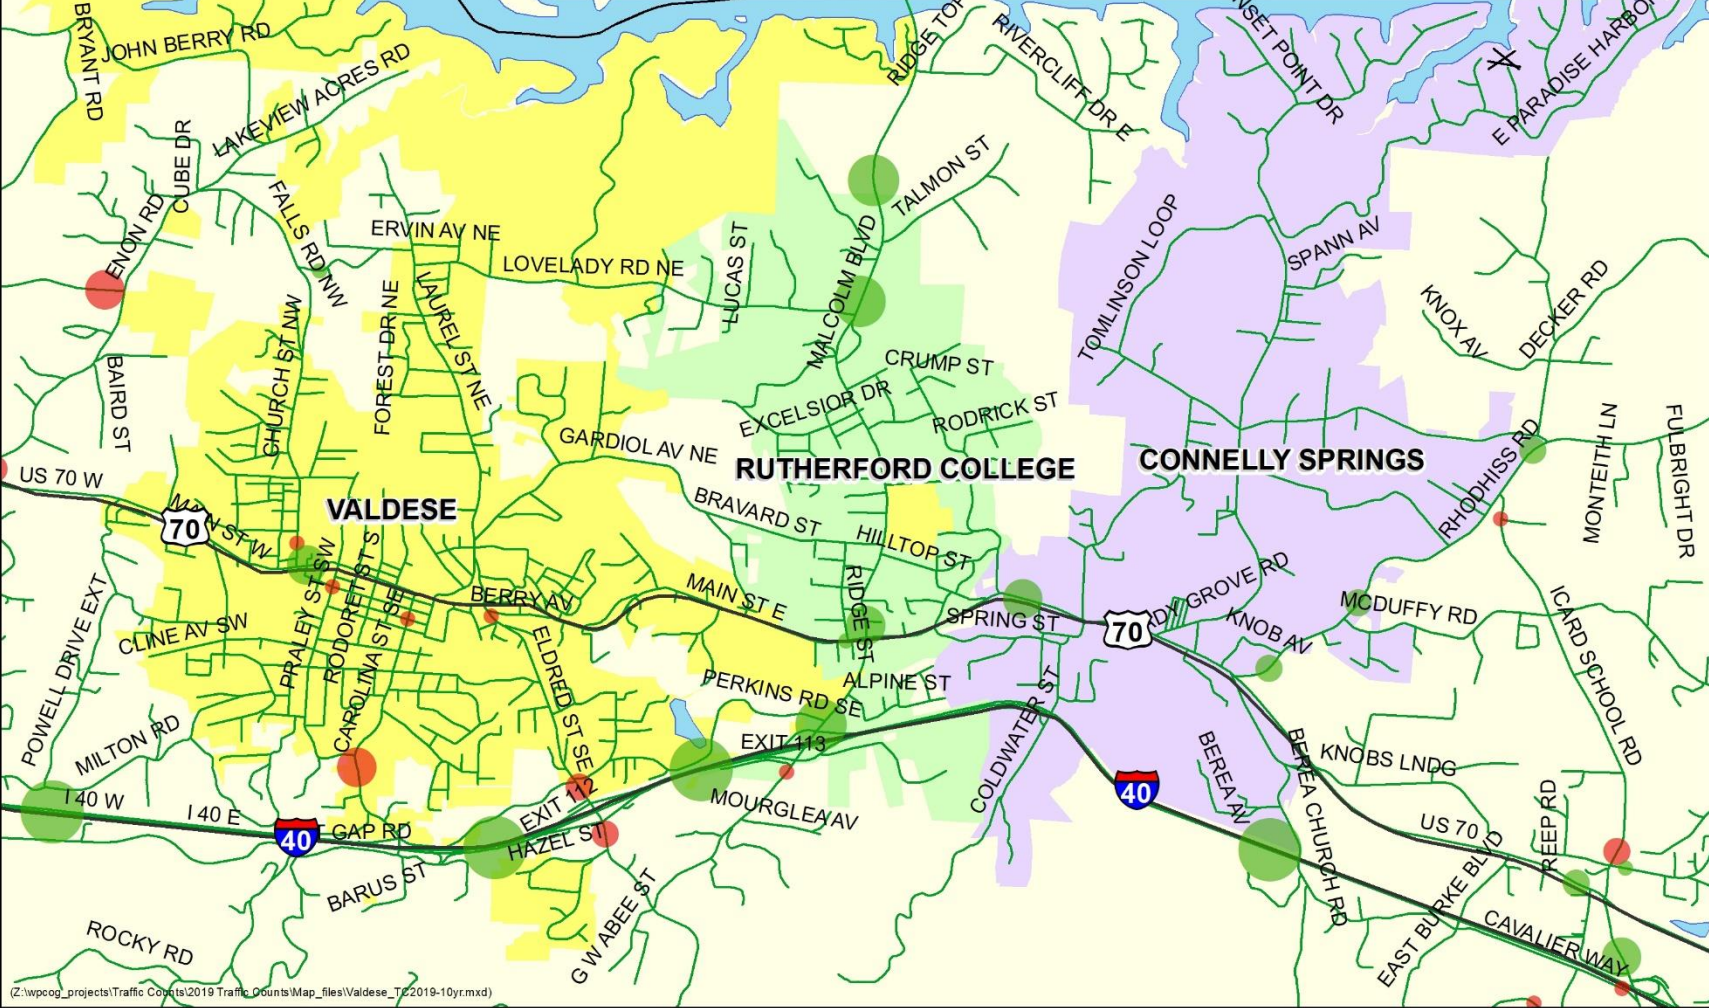 BRYANT RD
JOHN BERRY RD
LAKEVIEW ACRES RD
CUBE DR
ENON RD
FALLS RD NW
ERVIN AV NE
LOVELADY RD NE
LUCAS ST
MALCOLM BLVD
TALMON ST
RIDGE TOP
RIVERCLIFF DR E
NSET POINT DR
E PARADISE HARBOR
TOMLINSON LOOP
SPANN AV
KNOX AV
DECKER RD
BAIRD ST
CHURCH ST NW
FOREST DR NE
LAUREL ST NE
CRUMP ST
EXCELSIOR DR
RODRICK ST
GARDIOL AV NE
RUTHERFORD COLLEGE
CONNELLY SPRINGS
RHODHISS RD
MONTEITH LN
FULBRIGHT DR
US 70 W
70
MAIN ST W
VALDESE
BRAVARD ST
HILLTOP ST
BERRY AV
MAIN ST E
RIDGE ST
SPRING ST
70
DY GROVE RD
KNOB AV
MCDUFFY RD
ICARD SCHOOL RD
CLINE AV SW
POWELL DRIVE EXT
PRALEY ST SW
RODORET ST S
CAROLINA ST SE
ELDRED ST SE
PERKINS RD SE
ALPINE ST
COLDWATER ST
MILTON RD
EXIT 113
EXIT 112
BEREA AV
BEREA CHURCH RD
KNOBS LNDG
I 40 W
I 40 E
40
GAP RD
HAZEL ST
MOURGLEA AV
40
US 70
REEP RD
EAST BURKE BLVD
CAVALIER WAY
BARUS ST
G W ABEE ST
ROCKY RD
(Z:\wpcog_projects\Traffic Counts\2019 Traffic Counts\Map_files\Valdese_TC2019-10yr.mxd)